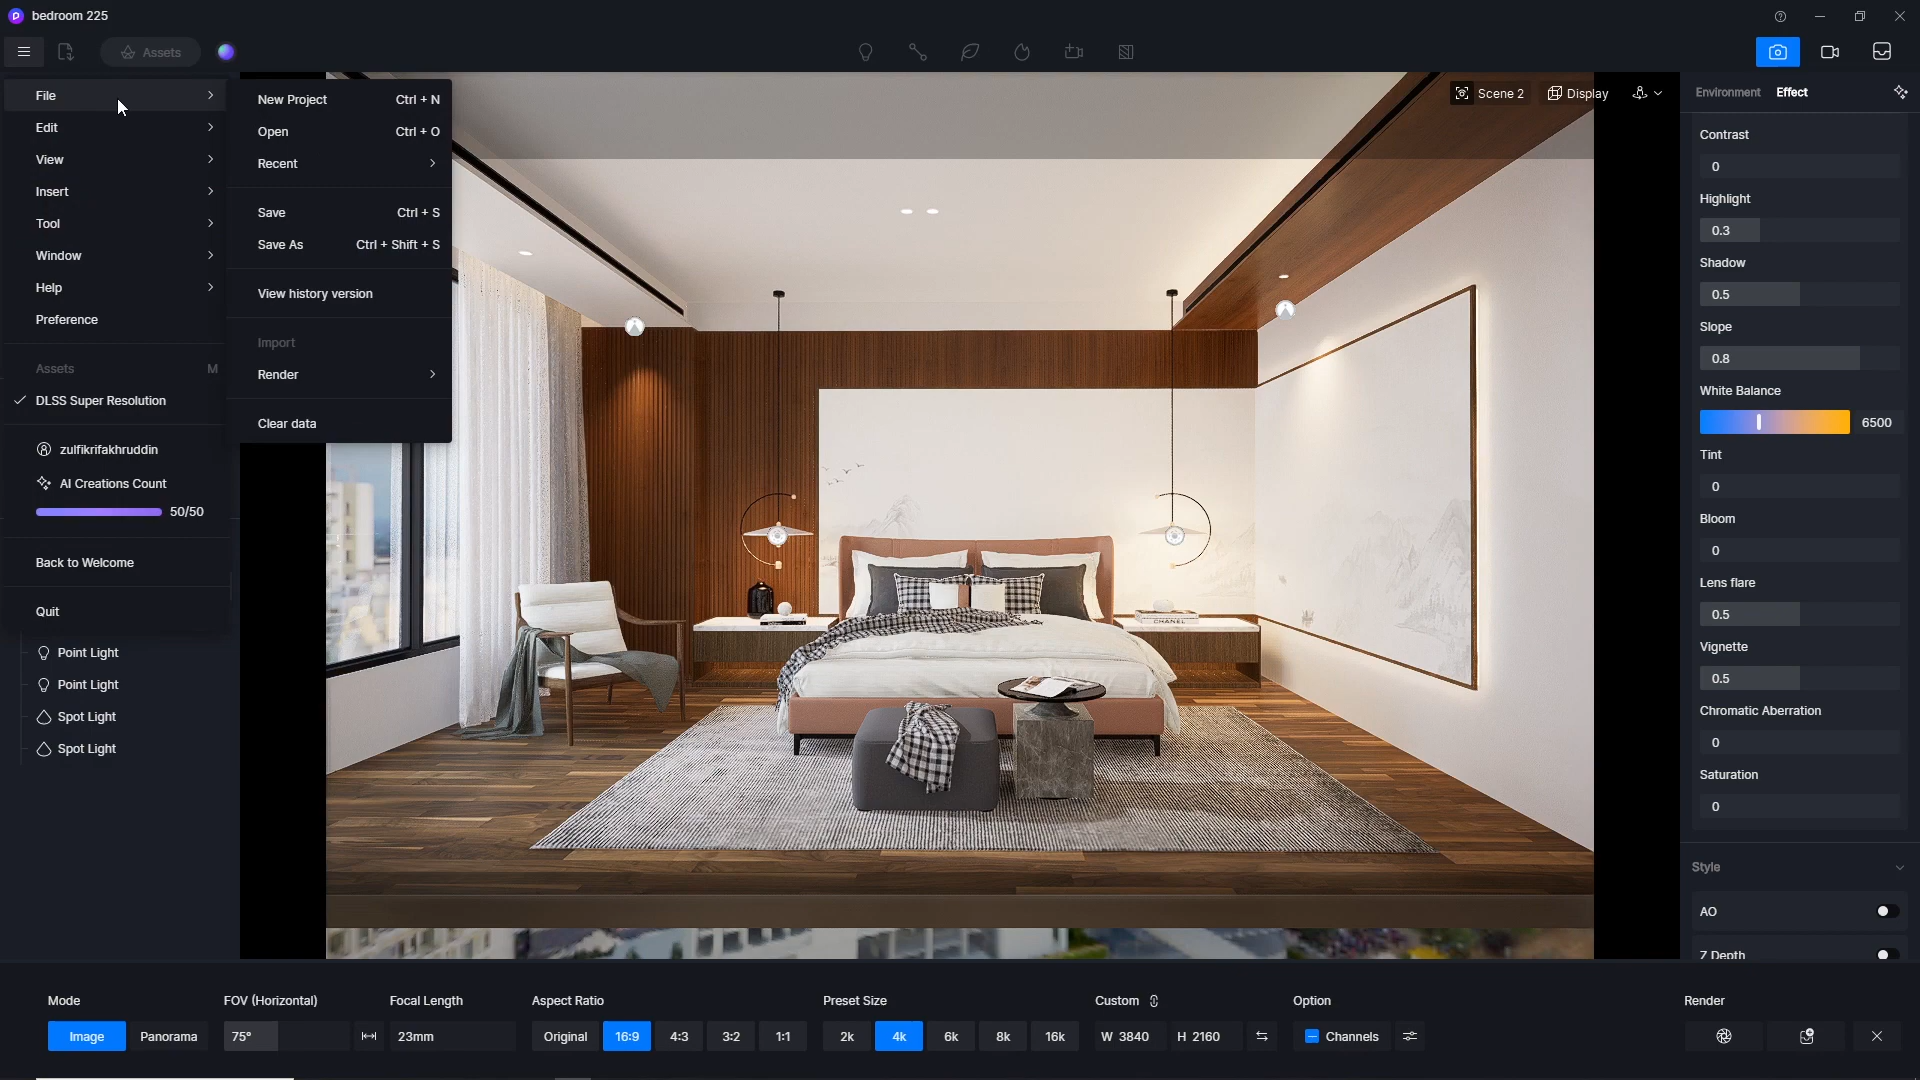 bedroom 225
Assets
File
Edit
View
Insert
Tool
Window
Help
Preference
Assets M
DLSS Super Resolution
zulfikrifakhruddin
AI Creations Count
50/50
Back to Welcome
Quit
Point Light
Point Light
Spot Light
Spot Light
New Project Ctrl + N
Open Ctrl + O
Recent
Save Ctrl + S
Save As Ctrl + Shift + S
View history version
Import
Render
Clear data
Scene 2
Display
CHANEL
Environment Effect
Contrast
0
Highlight
0.3
Shadow
0.5
Slope
0.8
White Balance
6500
Tint
0
Bloom
0
Lens flare
0.5
Vignette
0.5
Chromatic Aberration
0
Saturation
0
Style
AO
Z Depth
Mode
Image Panorama
FOV (Horizontal)
75°
Focal Length
23mm
Aspect Ratio
Original 16:9 4:3 3:2 1:1
Preset Size
2k 4k 6k 8k 16k
Custom
W 3840 H 2160
Option
Channels
Render